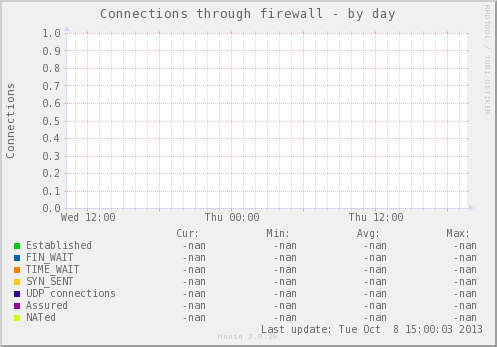 Connections through firewall - by day
RRDTOOL / TOBI OETIKER
Connections
1.0
0.9
0.8
0.7
0.6
0.5
0.4
0.3
0.2
0.1
0.0
Wed 12:00 Thu 00:00 Thu 12:00
Cur: Min: Avg: Max:
Established -nan -nan -nan -nan
FIN_WAIT -nan -nan -nan -nan
TIME_WAIT -nan -nan -nan -nan
SYN_SENT -nan -nan -nan -nan
UDP connections -nan -nan -nan -nan
Assured -nan -nan -nan -nan
NATed -nan -nan -nan -nan
Last update: Tue Oct 8 15:00:03 2013
Munin 2.0.20